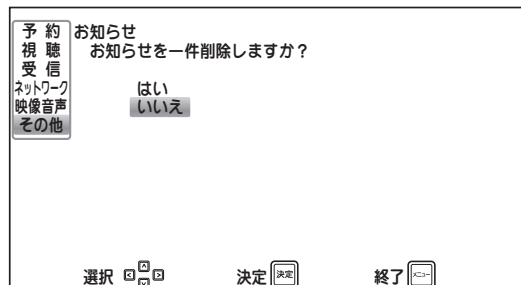 予 約
視 聴
受 信
ネットワーク
映像音声
その他
お知らせ
お知らせを一件削除しますか？
はい
いいえ
選択 決定 決定 終了 メニュー